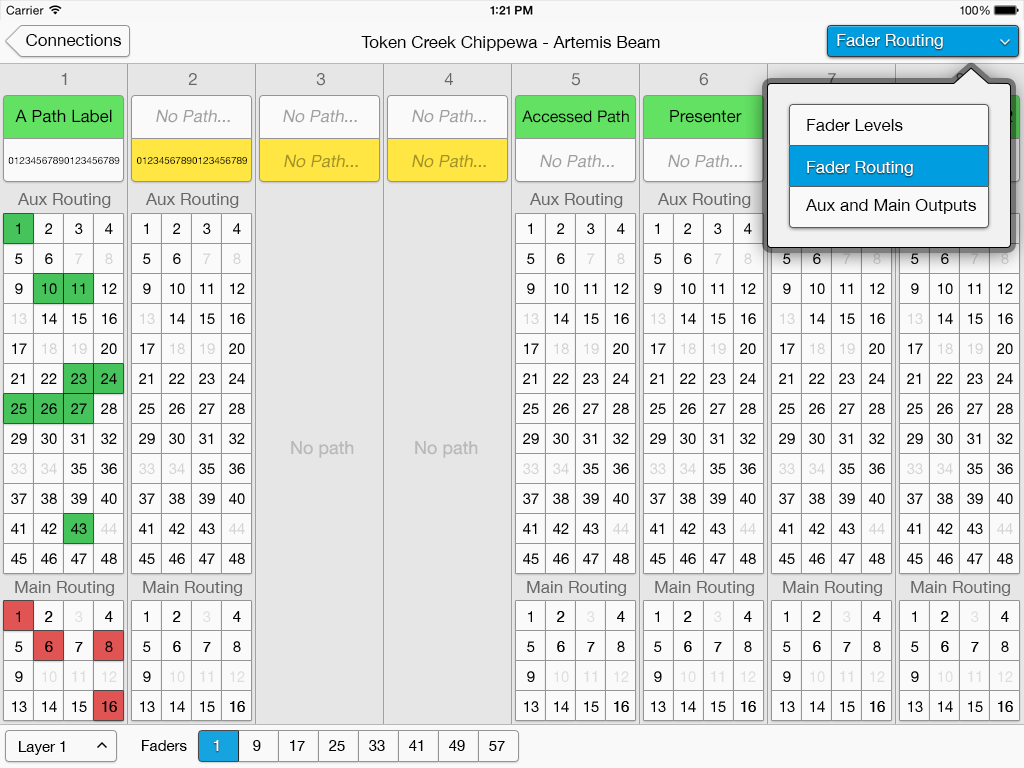 Carrier 1:21 PM 100%
Connections Token Creek Chippewa - Artemis Beam Fader Routing
1 2 3 4 5 6 7
A Path Label No Path... No Path... No Path... Accessed Path Presenter
01234567890123456789 01234567890123456789 No Path... No Path... No Path... No Path...
Fader Levels
Fader Routing
Aux and Main Outputs
Aux Routing Aux Routing Aux Routing Aux Routing
1 2 3 4 1 2 3 4 1 2 3 4 1 2 3 4
5 6 7 8 5 6 7 8 5 6 7 8 5 6 7 8 5 6 7 8 5 6 7 8
9 10 11 12 9 10 11 12 9 10 11 12 9 10 11 12 9 10 11 12 9 10 11 12
13 14 15 16 13 14 15 16 13 14 15 16 13 14 15 16 13 14 15 16 13 14 15 16
17 18 19 20 17 18 19 20 17 18 19 20 17 18 19 20 17 18 19 20 17 18 19 20
21 22 23 24 21 22 23 24 21 22 23 24 21 22 23 24 21 22 23 24 21 22 23 24
25 26 27 28 25 26 27 28 25 26 27 28 25 26 27 28 25 26 27 28 25 26 27 28
29 30 31 32 29 30 31 32 29 30 31 32 29 30 31 32 29 30 31 32 29 30 31 32
No path No path
33 34 35 36 33 34 35 36 33 34 35 36 33 34 35 36 33 34 35 36 33 34 35 36
37 38 39 40 37 38 39 40 37 38 39 40 37 38 39 40 37 38 39 40 37 38 39 40
41 42 43 44 41 42 43 44 41 42 43 44 41 42 43 44 41 42 43 44 41 42 43 44
45 46 47 48 45 46 47 48 45 46 47 48 45 46 47 48 45 46 47 48 45 46 47 48
Main Routing Main Routing Main Routing Main Routing Main Routing Main Routing
1 2 3 4 1 2 3 4 1 2 3 4 1 2 3 4 1 2 3 4 1 2 3 4
5 6 7 8 5 6 7 8 5 6 7 8 5 6 7 8 5 6 7 8 5 6 7 8
9 10 11 12 9 10 11 12 9 10 11 12 9 10 11 12 9 10 11 12 9 10 11 12
13 14 15 16 13 14 15 16 13 14 15 16 13 14 15 16 13 14 15 16 13 14 15 16
Layer 1 Faders 1 9 17 25 33 41 49 57